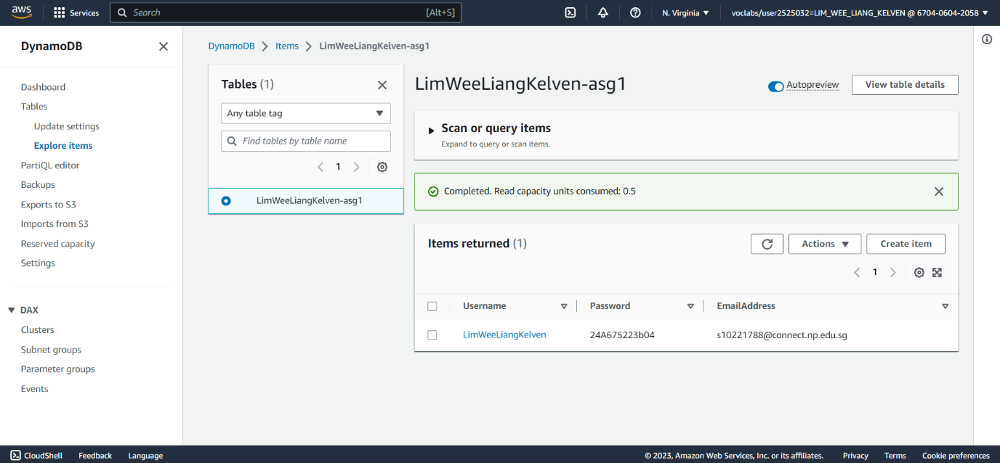 aws
Services
Search
[Alt+S]
N. Virginia
voclabs/user2525032=LIM_WEE_LIANG_KELVEN @ 6704-0604-2058
DynamoDB
Dashboard
Tables
Update settings
Explore items
PartiQL editor
Backups
Exports to S3
Imports from S3
Reserved capacity
Settings
DAX
Clusters
Subnet groups
Parameter groups
Events
DynamoDB
Items
LimWeeLiangKelven-asg1
Tables (1)
Any table tag
Find tables by table name
1
LimWeeLiangKelven-asg1
LimWeeLiangKelven-asg1
Autopreview
View table details
Scan or query items
Expand to query or scan items.
Completed. Read capacity units consumed: 0.5
Items returned (1)
Actions
Create item
1
Username Password EmailAddress
LimWeeLiangKelven 24A675223b04 s10221788@connect.np.edu.sg
CloudShell
Feedback
Language
© 2023, Amazon Web Services, Inc. or its affiliates.
Privacy
Terms
Cookie preferences